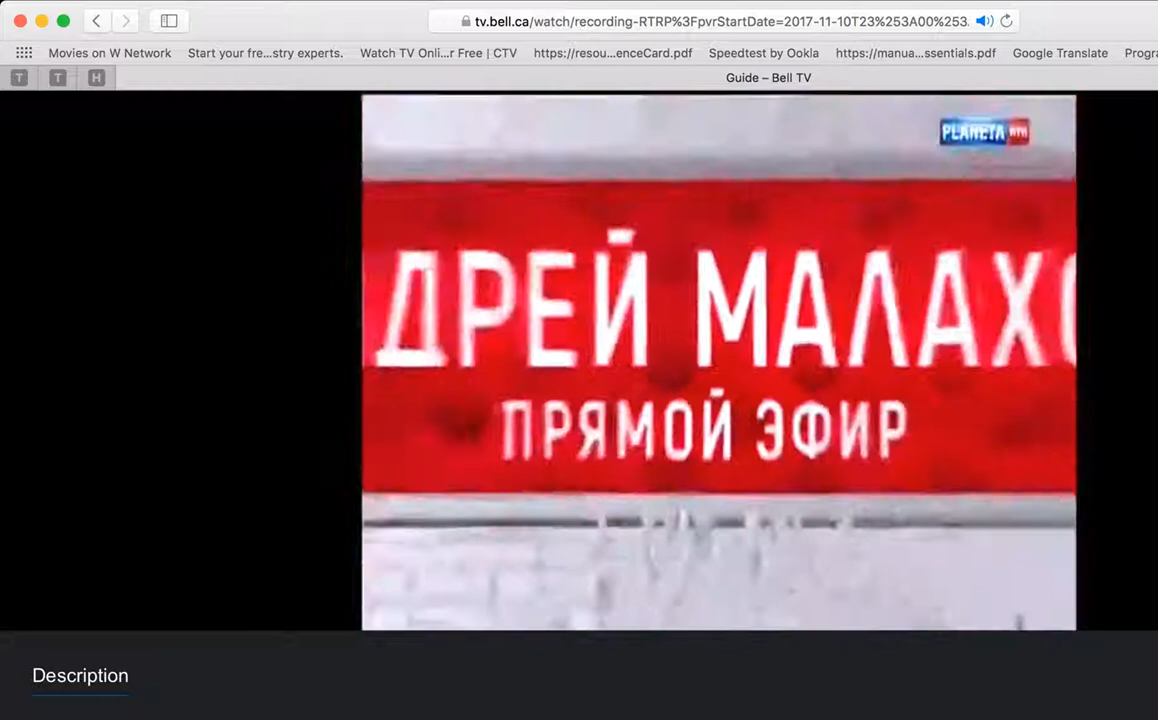 tv.bell.ca/watch/recording-RTRP%3FpvrStartDate=2017-11-10T23%253A00%253.
Movies on W Network Start your fre...stry experts. Watch TV Onli...r Free | CTV https://resou...enceCard.pdf Speedtest by Ookla https://manua...ssentials.pdf Google Translate Progra
T T H Guide – Bell TV
PLANETA RTR
ДРЕЙ МАЛАХО
ПРЯМОЙ ЭФИР
Description